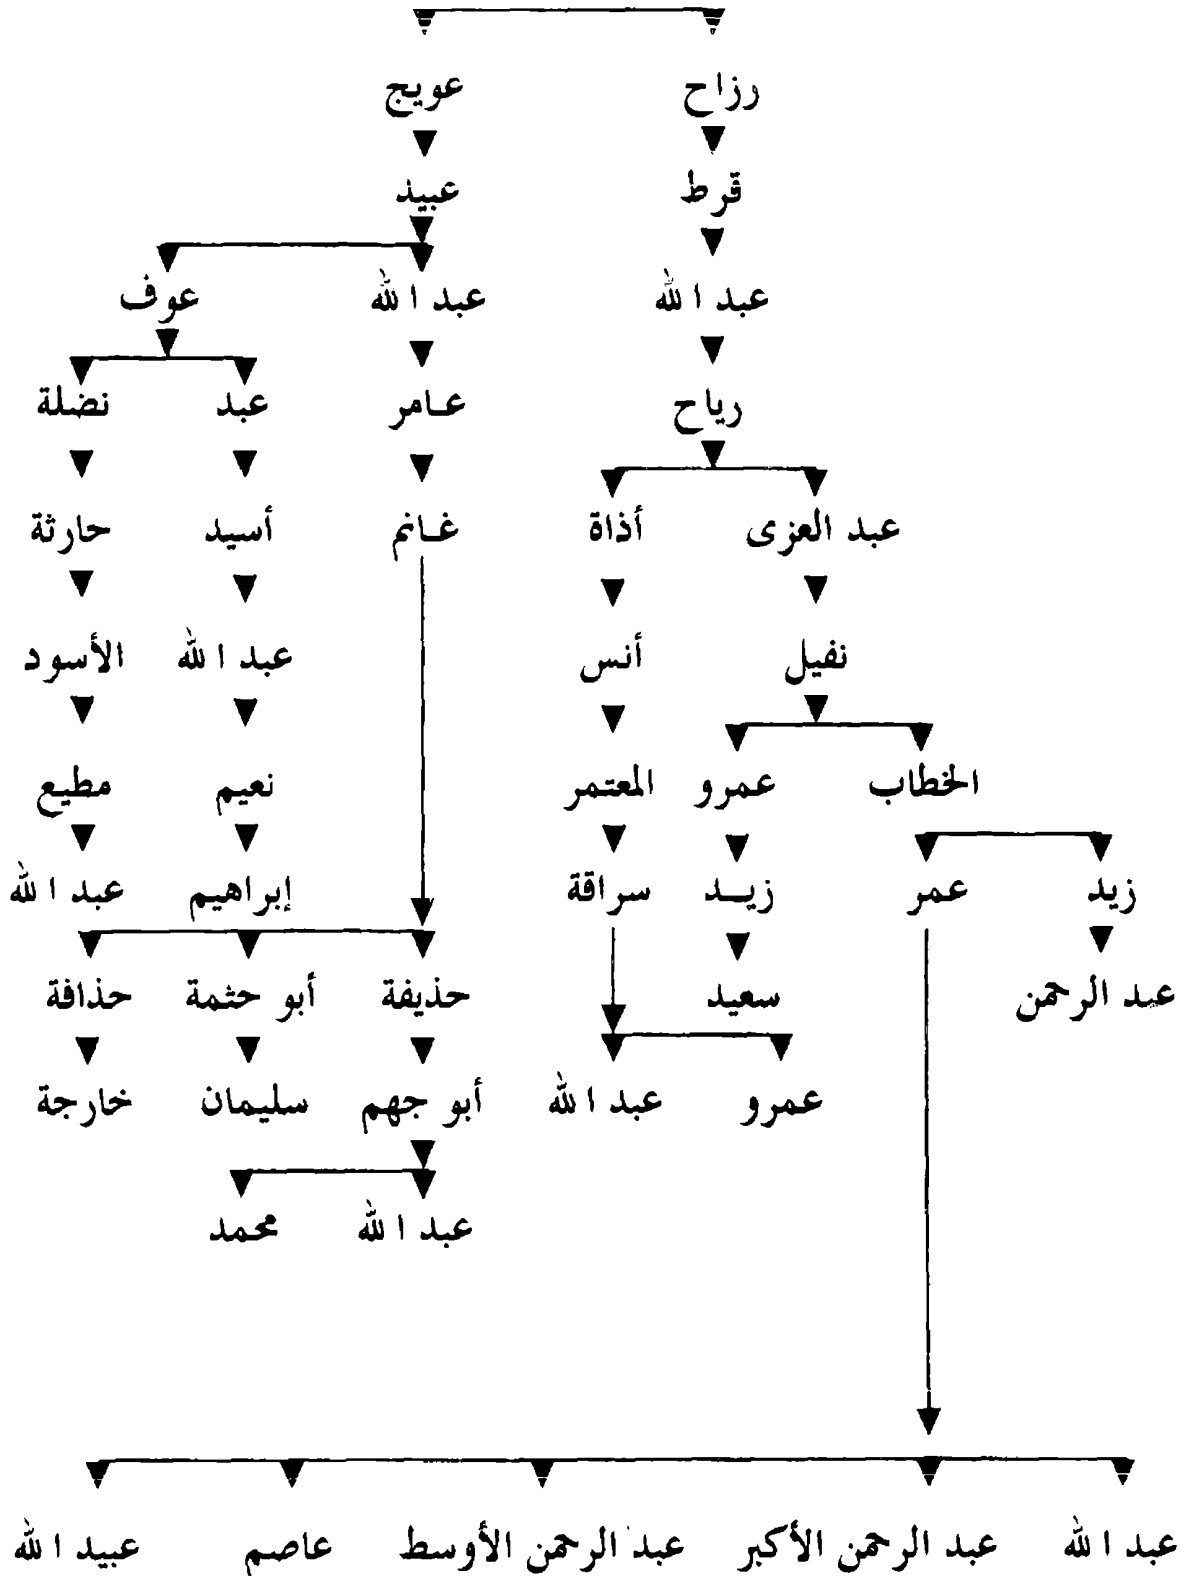 رزاح عويج
قرط عبيد
عبد الله عبد الله عوف
رياح عامر عبد نضلة
عبد العزى أذاة غانم أسيد حارثة
نفيل أنس عبد الله الأسود
الخطاب عمرو المعتمر نعيم مطيع
زيد عمر زيد سراقة إبراهيم عبد الله
عبد الرحمن سعيد حذيفة أبو حثمة حذافة
عمرو عبد الله أبو جهم سليمان خارجة
عبد الله محمد
عبد الله عبد الرحمن الأكبر عبد الرحمن الأوسط عاصم عبيد الله